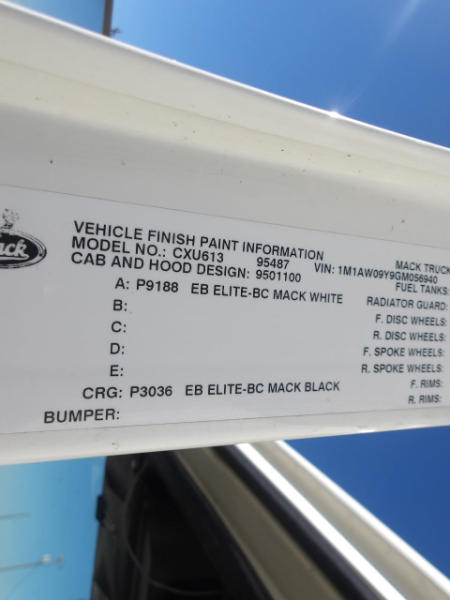 ack
VEHICLE FINISH PAINT INFORMATION MACK TRUCK
MODEL NO.: CXU613 95487 VIN: 1M1AW09Y9GM056940
CAB AND HOOD DESIGN: 9501100 FUEL TANKS:
A: P9188 EB ELITE-BC MACK WHITE RADIATOR GUARD:
B: F. DISC WHEELS:
C: R. DISC WHEELS:
D: F. SPOKE WHEELS:
E: R. SPOKE WHEELS:
CRG: P3036 EB ELITE-BC MACK BLACK F. RIMS:
BUMPER: R. RIMS: